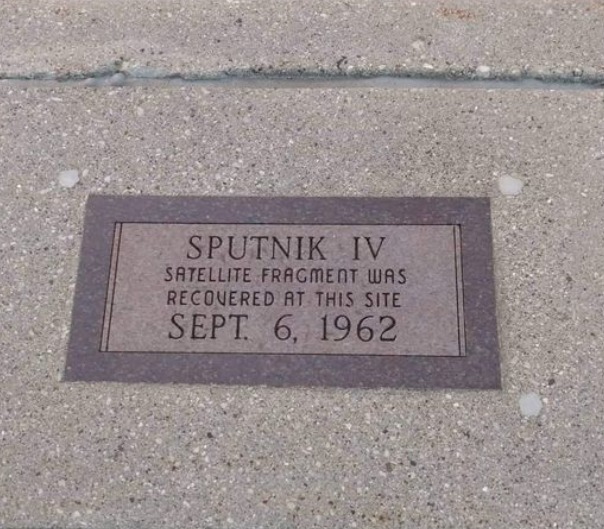 SPUTNIK IV
SATELLITE FRAGMENT WAS
RECOVERED AT THIS SITE
SEPT. 6, 1962